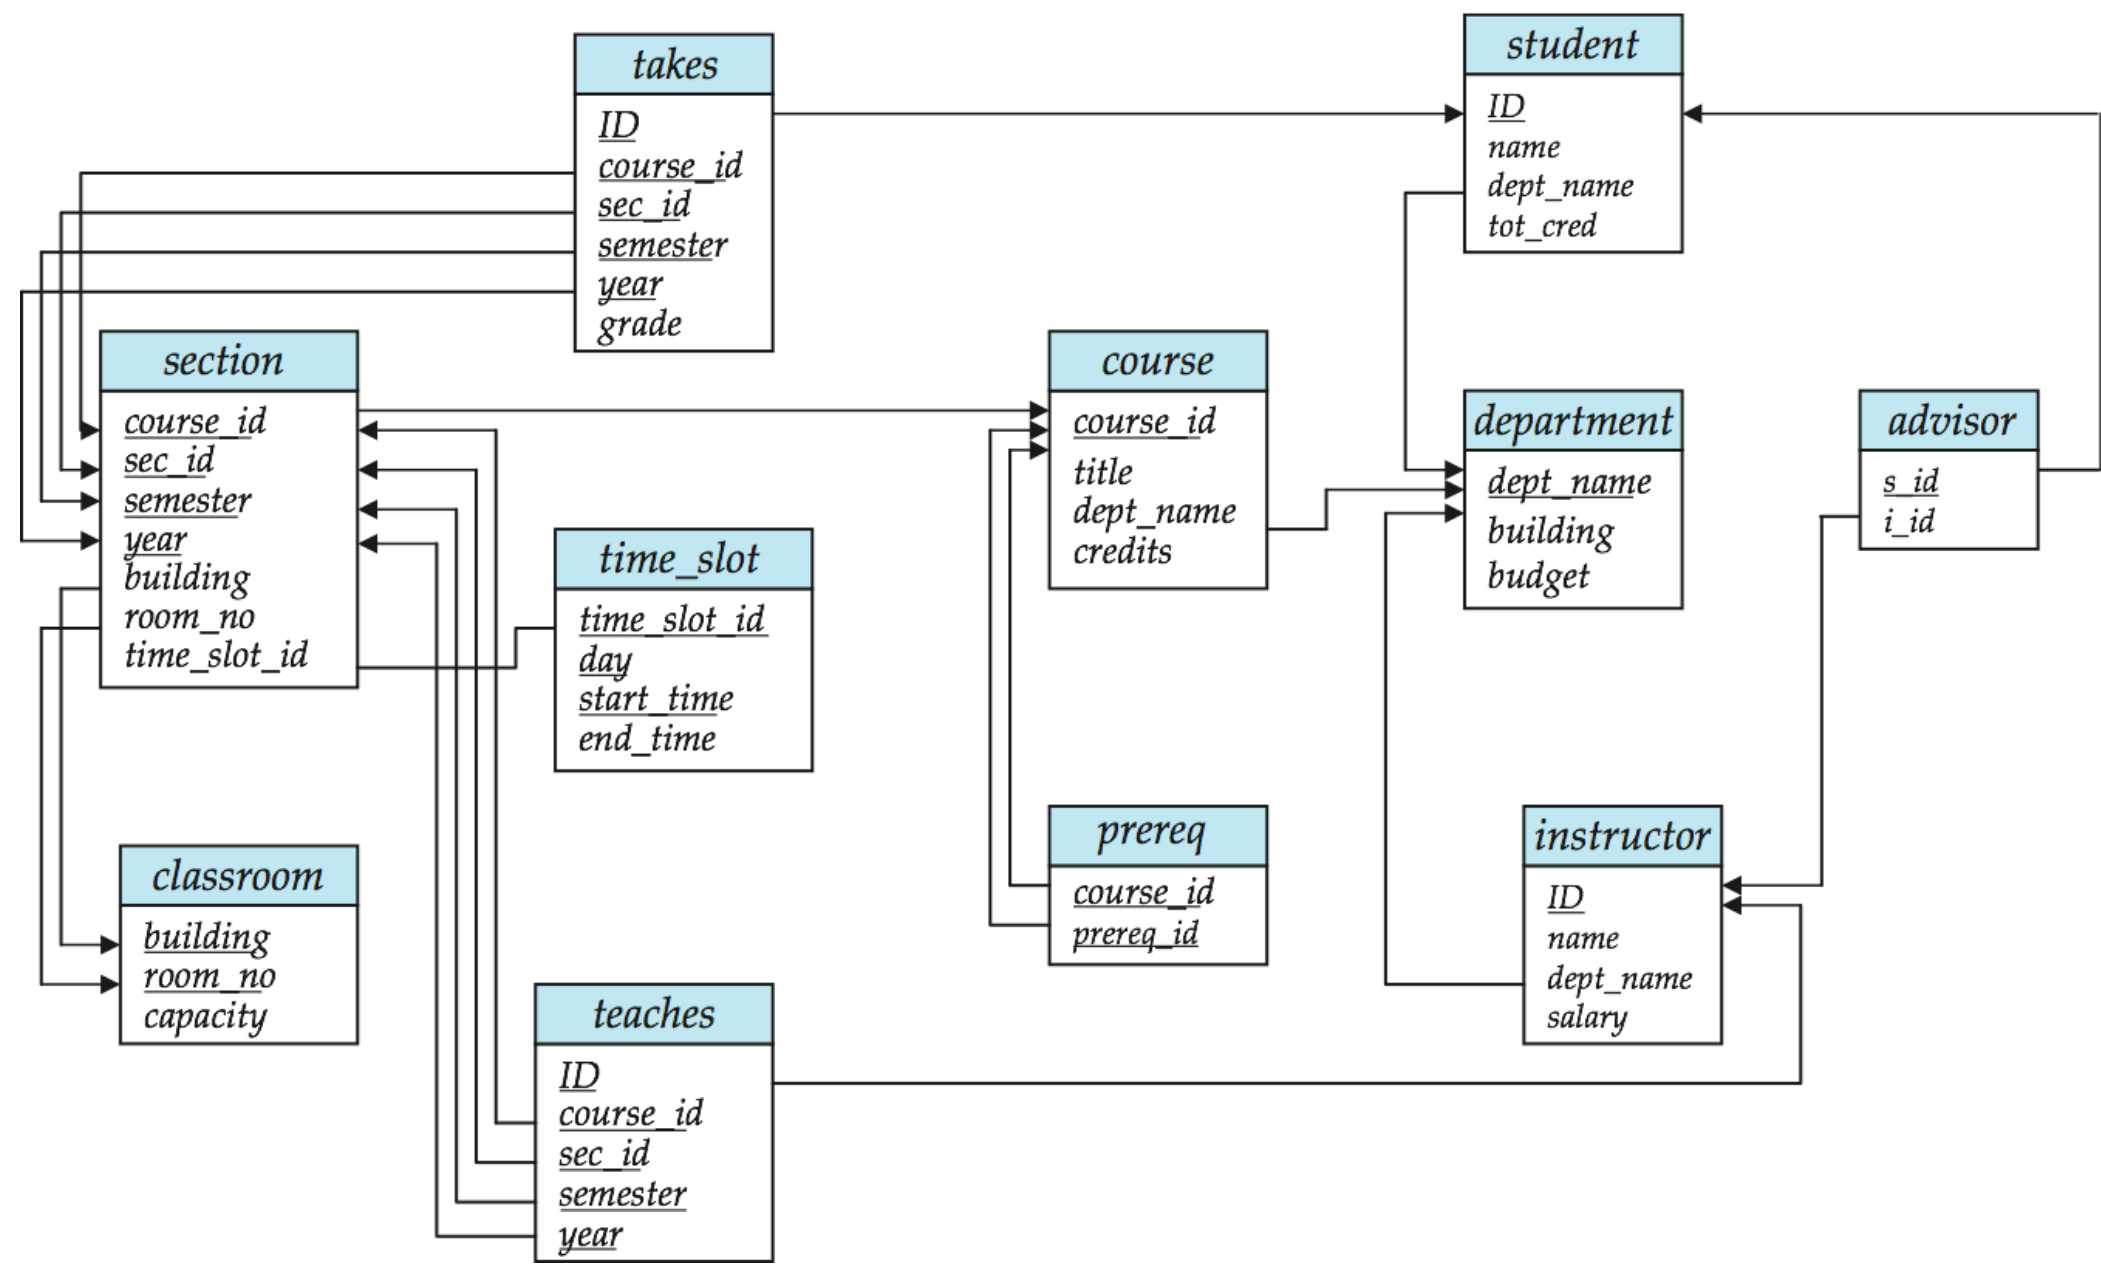 takes
ID
course_id
sec_id
semester
year
grade
student
ID
name
dept_name
tot_cred
section
course_id
sec_id
semester
year
building
room_no
time_slot_id
time_slot
time_slot_id
day
start_time
end_time
course
course_id
title
dept_name
credits
department
dept_name
building
budget
advisor
s_id
i_id
classroom
building
room_no
capacity
prereq
course_id
prereq_id
instructor
ID
name
dept_name
salary
teaches
ID
course_id
sec_id
semester
year